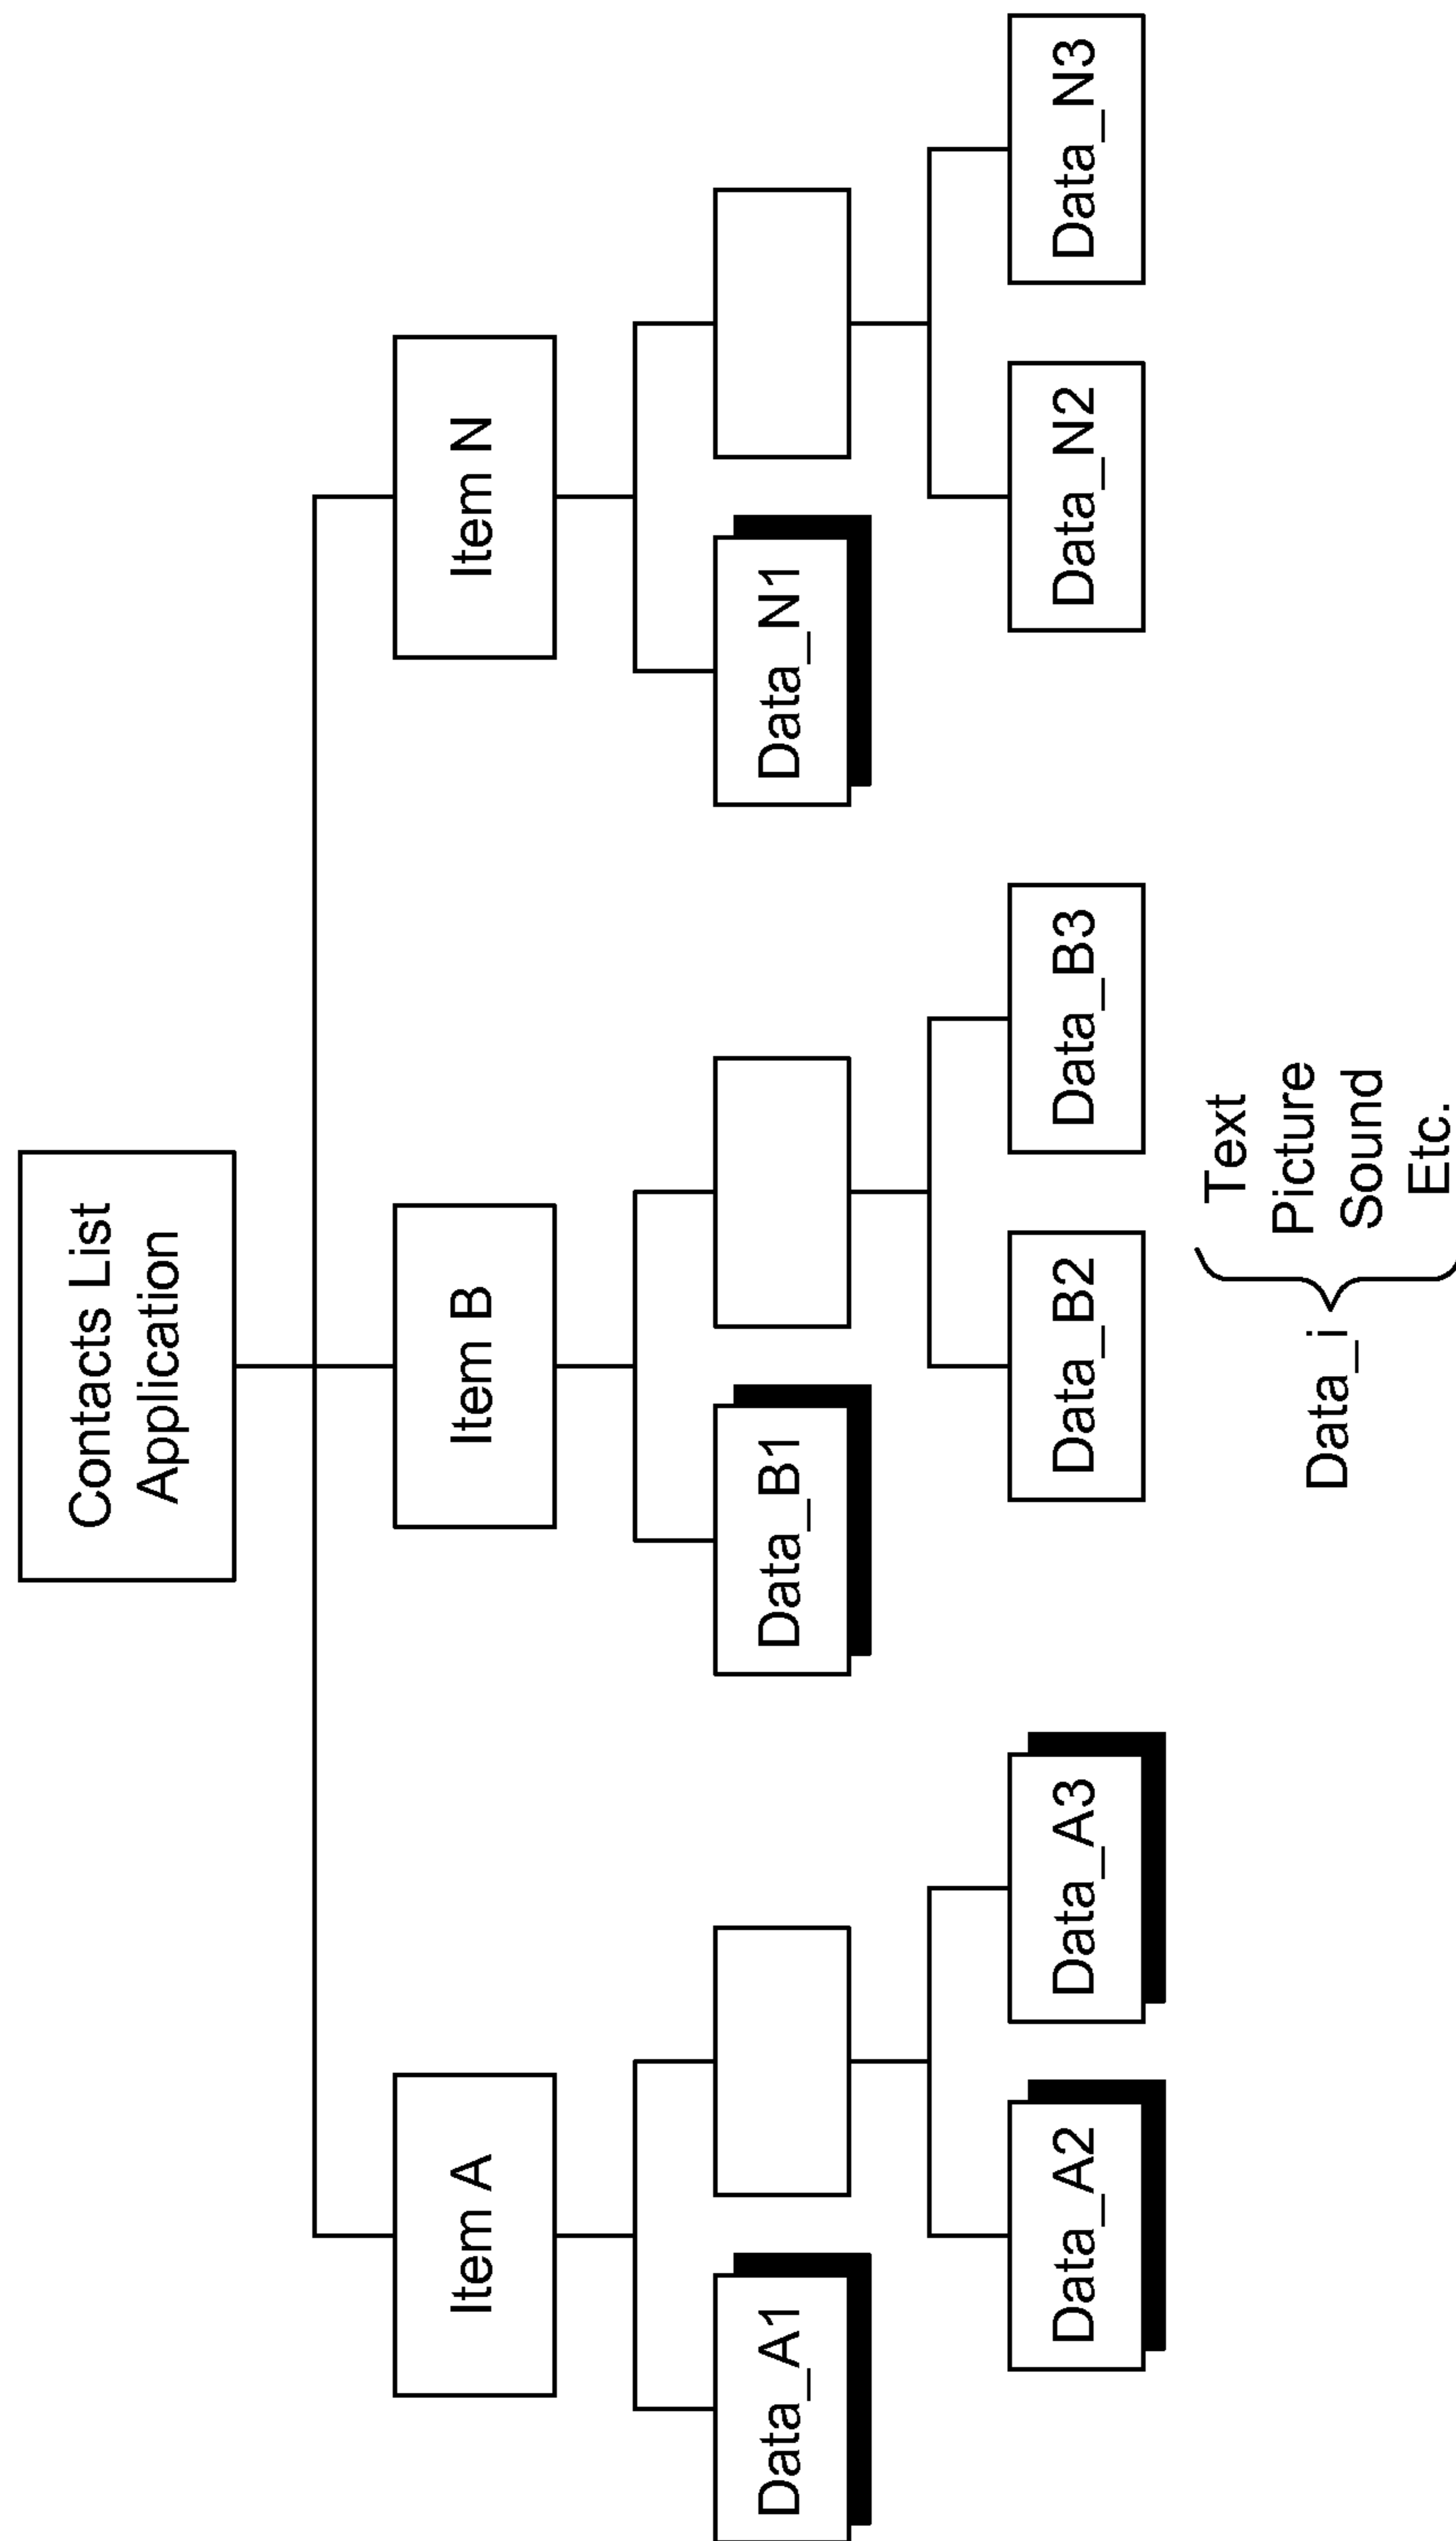 Contacts List
Application
Item A
Item B
Item N
Data_A1
Data_B1
Data_N1
Data_A2
Data_A3
Data_B2
Data_B3
Data_N2
Data_N3
Data_i
Text
Picture
Sound
Etc.